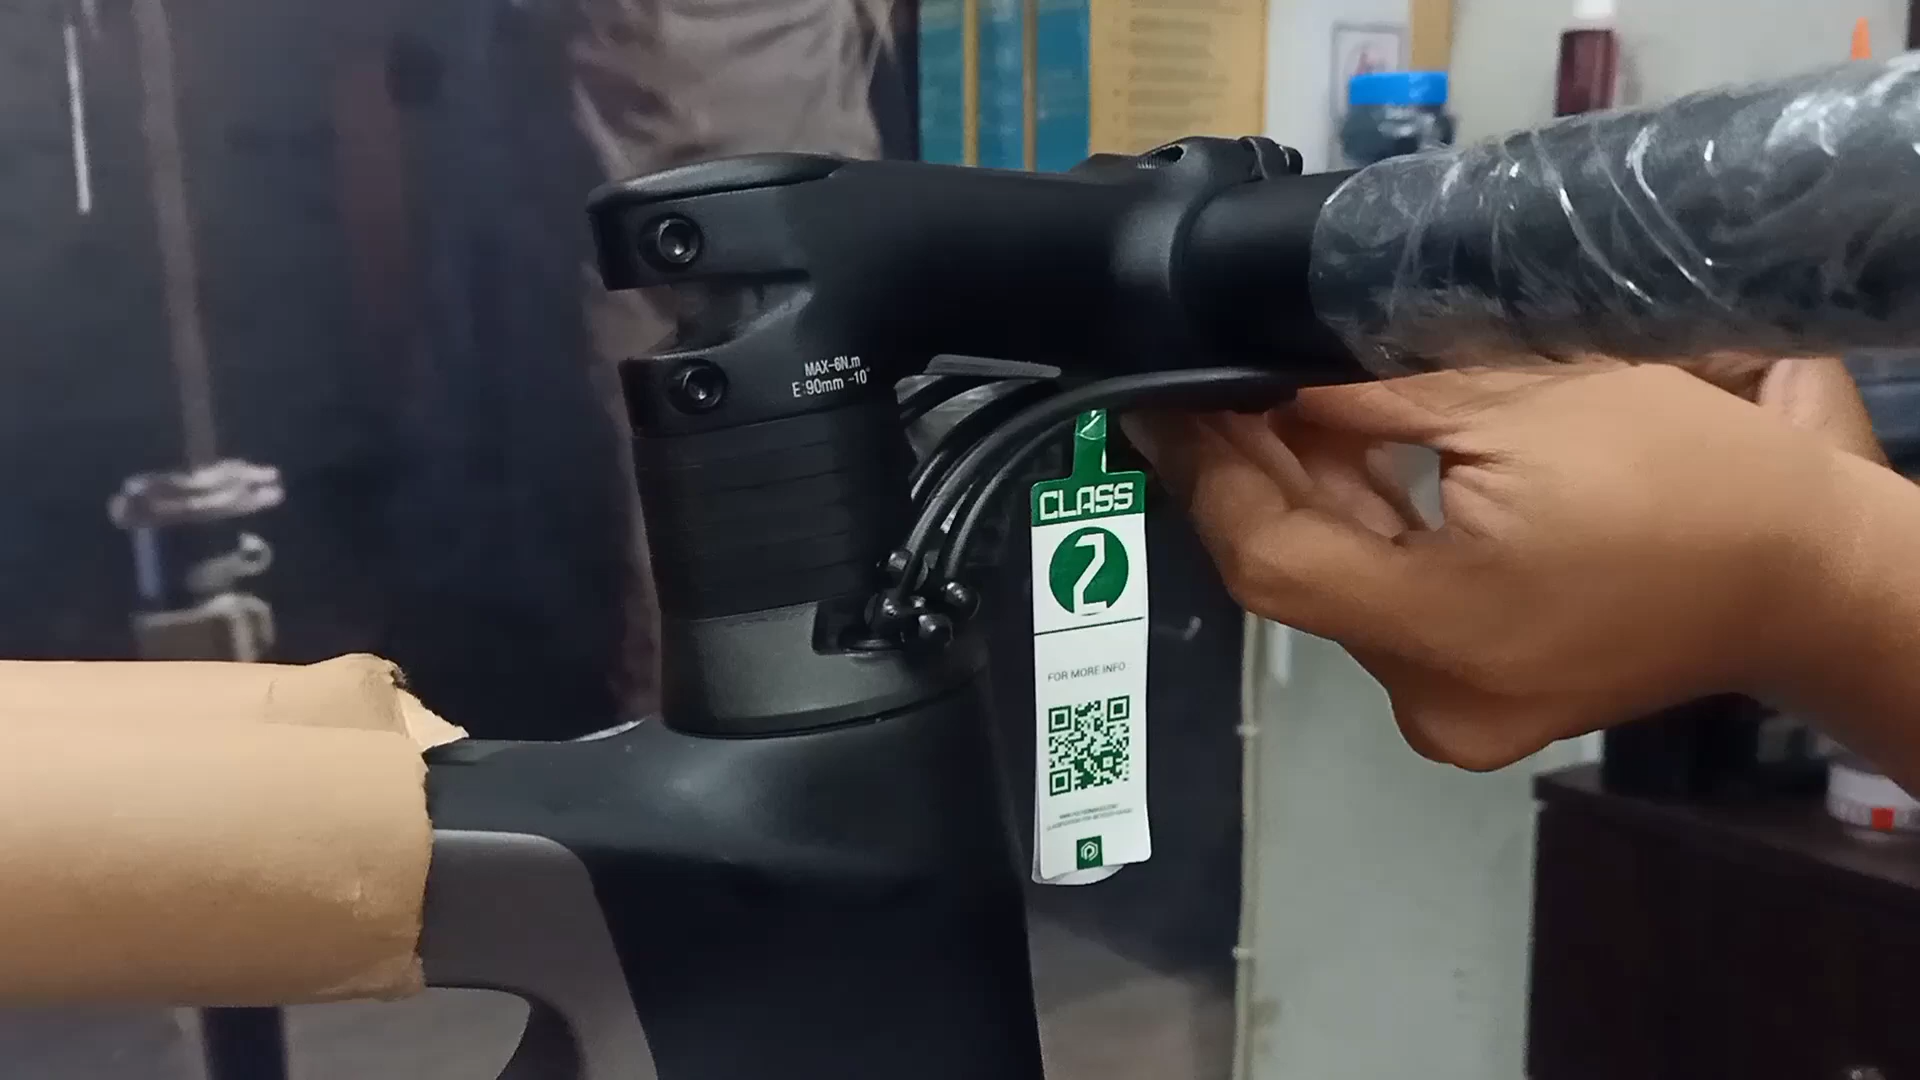 MAX-6N.m
E:90mm -10°
CLASS
2
FOR MORE INFO